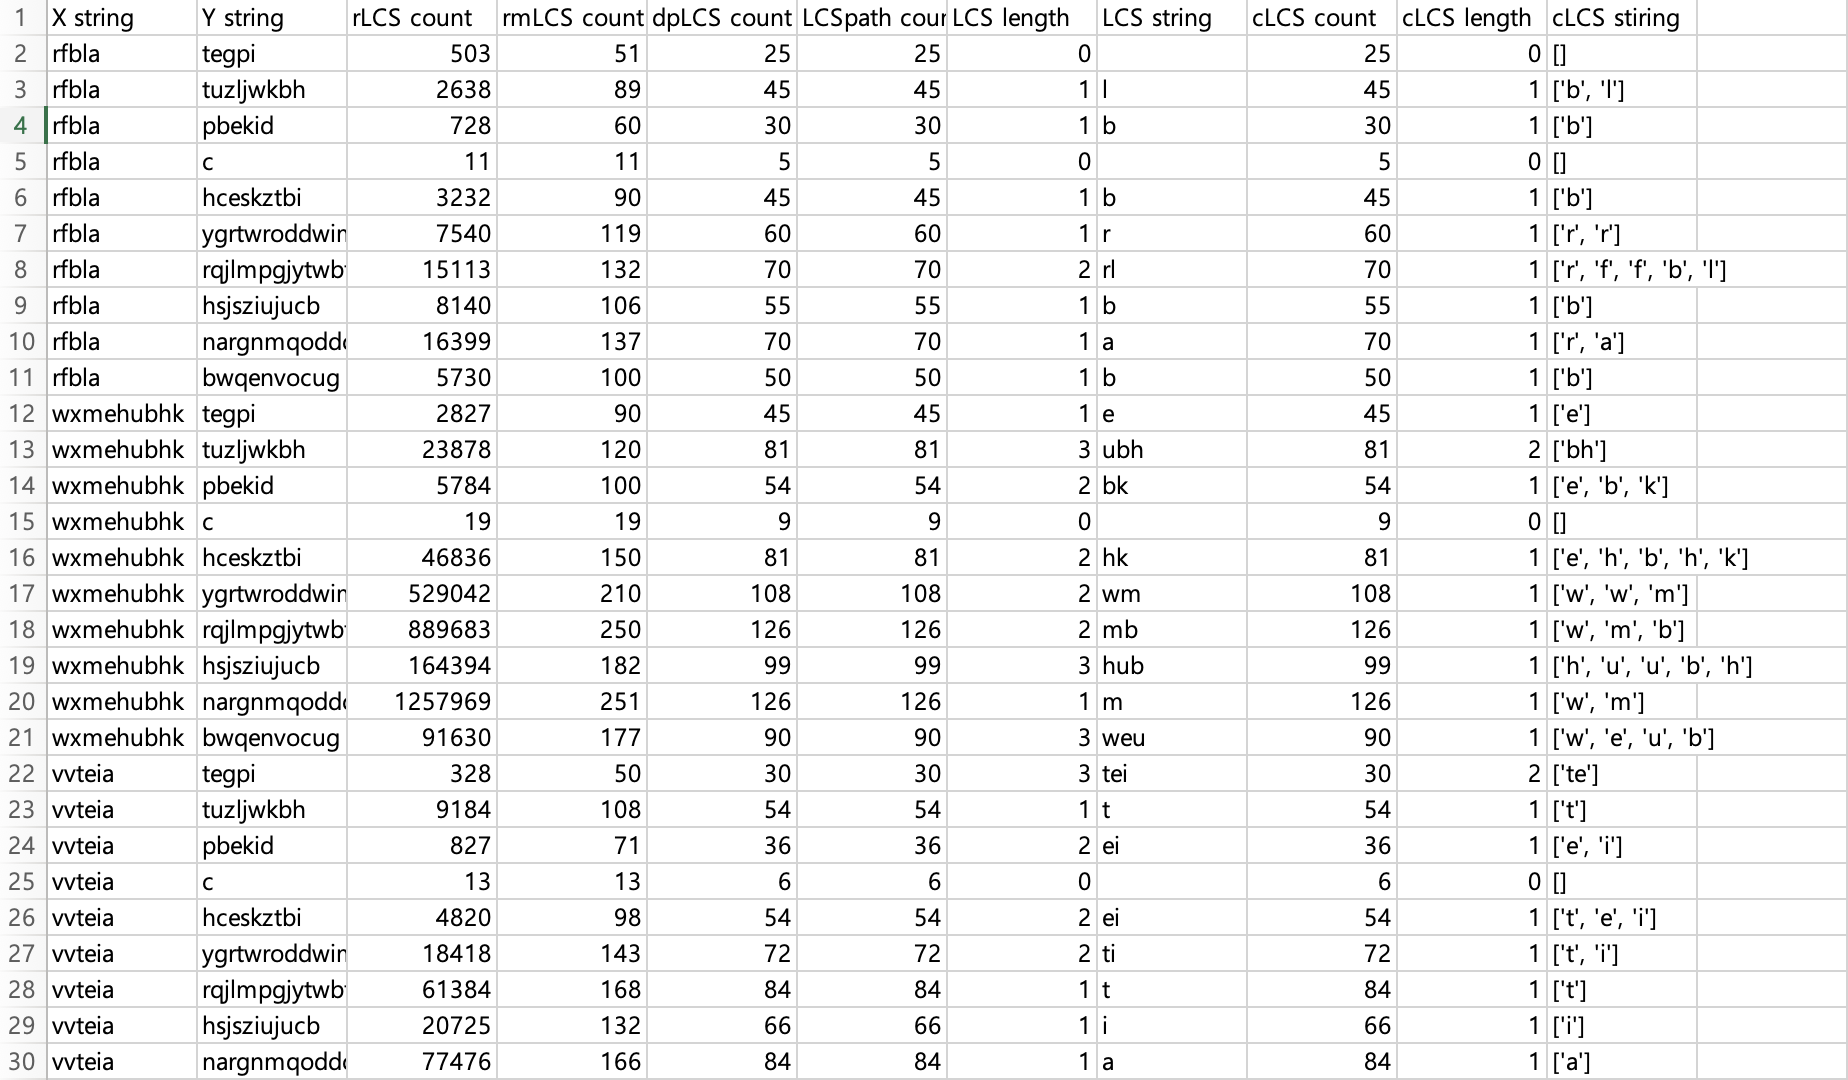 1 X string Y string rLCS count rmLCS count dpLCS count LCSpath cour LCS length LCS string cLCS count cLCS length cLCS stiring
2 rfbla tegpi 503 51 25 25 0 25 0 []
3 rfbla tuzljwkbh 2638 89 45 45 1 l 45 1 ['b', 'l']
4 rfbla pbekid 728 60 30 30 1 b 30 1 ['b']
5 rfbla c 11 11 5 5 0 5 0 []
6 rfbla hceskztbi 3232 90 45 45 1 b 45 1 ['b']
7 rfbla ygrtwroddwin 7540 119 60 60 1 r 60 1 ['r', 'r']
8 rfbla rqjlmpgjytwb 15113 132 70 70 2 rl 70 1 ['r', 'f', 'f', 'b', 'l']
9 rfbla hsjsziujucb 8140 106 55 55 1 b 55 1 ['b']
10 rfbla nargnmqodd 16399 137 70 70 1 a 70 1 ['r', 'a']
11 rfbla bwqenvocug 5730 100 50 50 1 b 50 1 ['b']
12 wxmehubhk tegpi 2827 90 45 45 1 e 45 1 ['e']
13 wxmehubhk tuzljwkbh 23878 120 81 81 3 ubh 81 2 ['bh']
14 wxmehubhk pbekid 5784 100 54 54 2 bk 54 1 ['e', 'b', 'k']
15 wxmehubhk c 19 19 9 9 0 9 0 []
16 wxmehubhk hceskztbi 46836 150 81 81 2 hk 81 1 ['e', 'h', 'b', 'h', 'k']
17 wxmehubhk ygrtwroddwin 529042 210 108 108 2 wm 108 1 ['w', 'w', 'm']
18 wxmehubhk rqjlmpgjytwb 889683 250 126 126 2 mb 126 1 ['w', 'm', 'b']
19 wxmehubhk hsjsziujucb 164394 182 99 99 3 hub 99 1 ['h', 'u', 'u', 'b', 'h']
20 wxmehubhk nargnmqodd 1257969 251 126 126 1 m 126 1 ['w', 'm']
21 wxmehubhk bwqenvocug 91630 177 90 90 3 weu 90 1 ['w', 'e', 'u', 'b']
22 vvteia tegpi 328 50 30 30 3 tei 30 2 ['te']
23 vvteia tuzljwkbh 9184 108 54 54 1 t 54 1 ['t']
24 vvteia pbekid 827 71 36 36 2 ei 36 1 ['e', 'i']
25 vvteia c 13 13 6 6 0 6 0 []
26 vvteia hceskztbi 4820 98 54 54 2 ei 54 1 ['t', 'e', 'i']
27 vvteia ygrtwroddwin 18418 143 72 72 2 ti 72 1 ['t', 'i']
28 vvteia rqjlmpgjytwb 61384 168 84 84 1 t 84 1 ['t']
29 vvteia hsjsziujucb 20725 132 66 66 1 i 66 1 ['i']
30 vvteia nargnmqodd 77476 166 84 84 1 a 84 1 ['a']